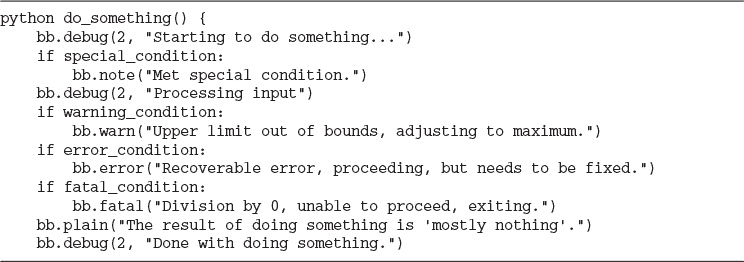 python do_something() {
    bb.debug(2, "Starting to do something...")
    if special_condition:
        bb.note("Met special condition.")
    bb.debug(2, "Processing input")
    if warning_condition:
        bb.warn("Upper limit out of bounds, adjusting to maximum.")
    if error_condition:
        bb.error("Recoverable error, proceeding, but needs to be fixed.")
    if fatal_condition:
        bb.fatal("Division by 0, unable to proceed, exiting.")
    bb.plain("The result of doing something is 'mostly nothing'.")
    bb.debug(2, "Done with doing something.")